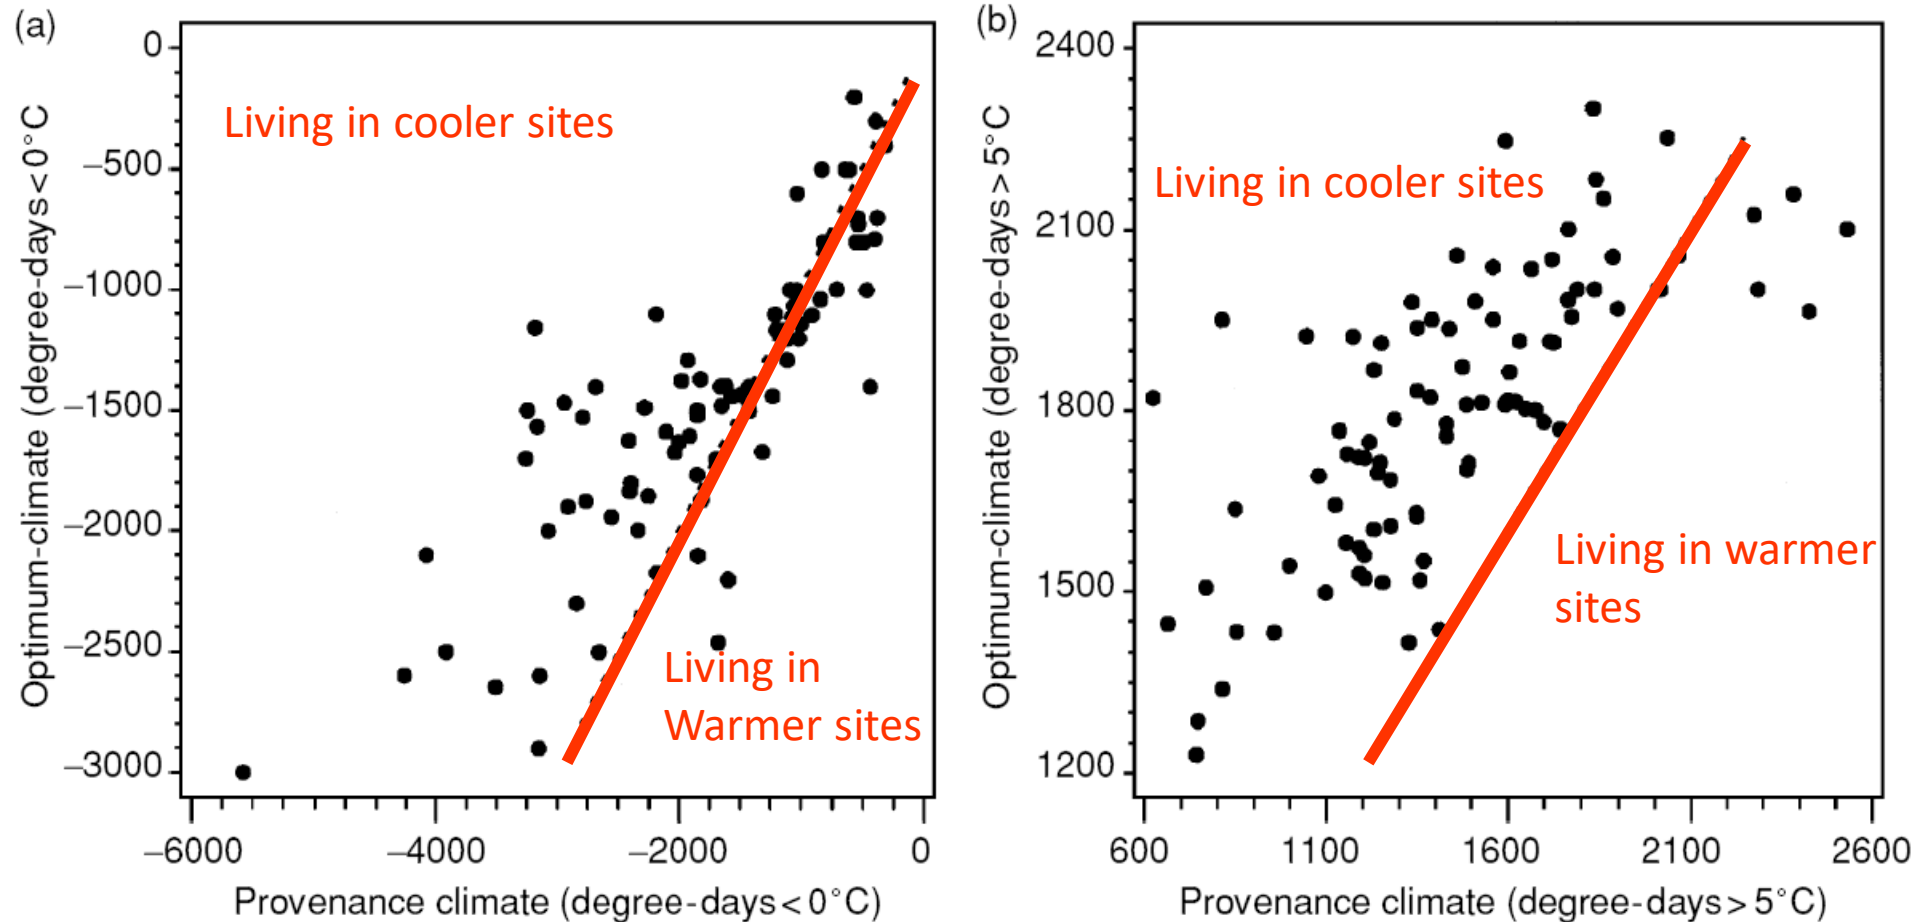 (a)
Optimum-climate (degree-days<0°C
0
−500
−1000
−1500
−2000
−2500
−3000
Living in cooler sites
Living in
Warmer sites
−6000 −4000 −2000 0
Provenance climate (degree-days<0°C)
(b)
Optimum-climate (degree-days>5°C
2400
2100
1800
1500
1200
Living in cooler sites
Living in warmer
sites
600 1100 1600 2100 2600
Provenance climate (degree-days>5°C)